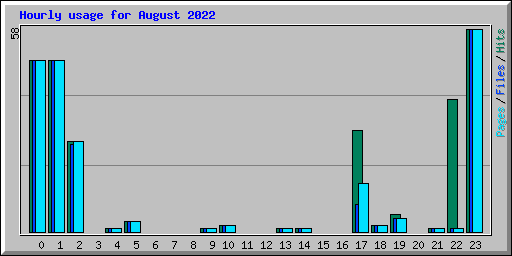 Hourly usage for August 2022
58
Pages/Files/Hits
0 1 2 3 4 5 6 7 8 9 10 11 12 13 14 15 16 17 18 19 20 21 22 23